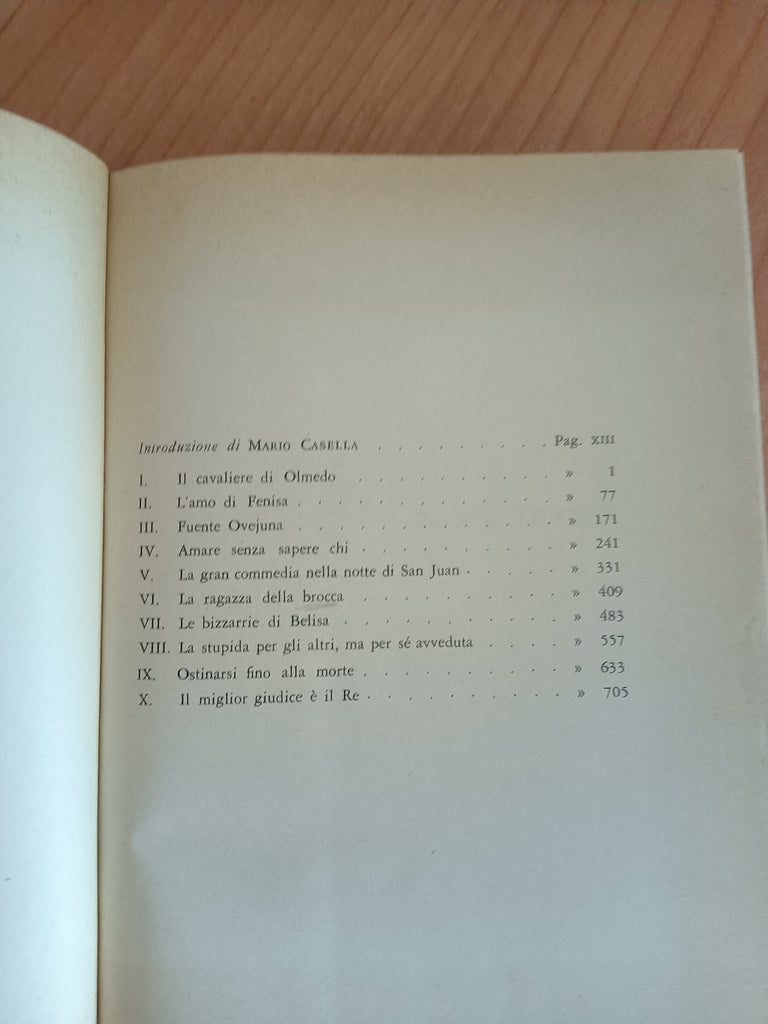 Introduzione di MARIO CASELLA . . . . . . . . . Pag. XIII
I. Il cavaliere di Olmedo . . . . . . . . . . » 1
II. L'amo di Fenisa . . . . . . . . . . . . » 77
III. Fuente Ovejuna . . . . . . . . . . . . » 171
IV. Amare senza sapere chi . . . . . . . . . . » 241
V. La gran commedia nella notte di San Juan . . . . . » 331
VI. La ragazza della brocca . . . . . . . . . . » 409
VII. Le bizzarrie di Belisa . . . . . . . . . . » 483
VIII. La stupida per gli altri, ma per sé avveduta . . . . » 557
IX. Ostinarsi fino alla morte . . . . . . . . . . » 633
X. Il miglior giudice è il Re . . . . . . . . . . » 705